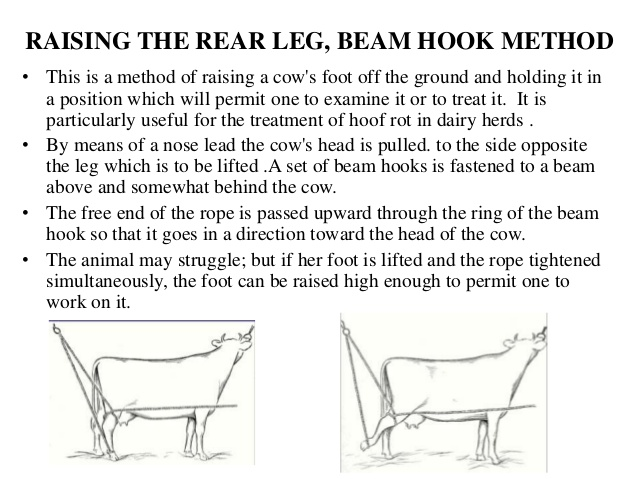 RAISING THE REAR LEG, BEAM HOOK METHOD
• This is a method of raising a cow's foot off the ground and holding it in
a position which will permit one to examine it or to treat it. It is
particularly useful for the treatment of hoof rot in dairy herds .
• By means of a nose lead the cow's head is pulled. to the side opposite
the leg which is to be lifted .A set of beam hooks is fastened to a beam
above and somewhat behind the cow.
• The free end of the rope is passed upward through the ring of the beam
hook so that it goes in a direction toward the head of the cow.
• The animal may struggle; but if her foot is lifted and the rope tightened
simultaneously, the foot can be raised high enough to permit one to
work on it.